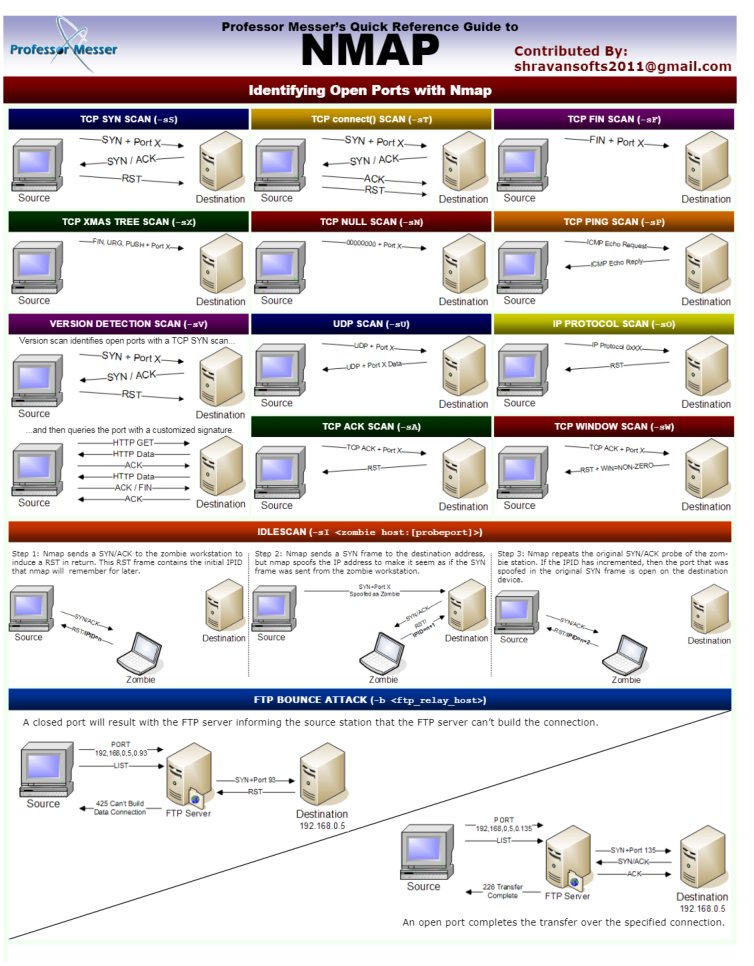 Professor Messer
Professor Messer's Quick Reference Guide to
NMAP
Contributed By:
shravansofts2011@gmail.com
Identifying Open Ports with Nmap
TCP SYN SCAN (-sS)
SYN + Port X
SYN / ACK
RST
Source
Destination
TCP connect() SCAN (-sT)
SYN + Port X
SYN / ACK
ACK
RST
Source
Destination
TCP FIN SCAN (-sF)
FIN + Port X
Source
Destination
TCP XMAS TREE SCAN (-sX)
FIN, URG, PUSH + Port X
Source
Destination
TCP NULL SCAN (-sN)
00000000 + Port X
Source
Destination
TCP PING SCAN (-sP)
ICMP Echo Request
ICMP Echo Reply
Source
Destination
VERSION DETECTION SCAN (-sV)
Version scan identifies open ports with a TCP SYN scan...
SYN + Port X
SYN / ACK
RST
Source
Destination
...and then queries the port with a customized signature.
HTTP GET
HTTP Data
ACK
HTTP Data
ACK / FIN
ACK
Source
Destination
UDP SCAN (-sU)
UDP + Port X
UDP + Port X Data
Source
Destination
IP PROTOCOL SCAN (-sO)
IP Protocol 0xXX
RST
Source
Destination
TCP ACK SCAN (-sA)
TCP ACK + Port X
RST
Source
Destination
TCP WINDOW SCAN (-sW)
TCP ACK + Port X
RST + WIN=NON-ZERO
Source
Destination
IDLESCAN (-sI <zombie host:[probeport]>)
Step 1: Nmap sends a SYN/ACK to the zombie workstation to
induce a RST in return. This RST frame contains the initial IPID
that nmap will remember for later.
SYN/ACK
RST/IPID=n
Source
Destination
Zombie
Step 2: Nmap sends a SYN frame to the destination address,
but nmap spoofs the IP address to make it seem as if the SYN
frame was sent from the zombie workstation.
SYN+Port X
Spoofed as Zombie
SYN/ACK
RST/
IPID=n+1
Source
Destination
Zombie
Step 3: Nmap repeats the original SYN/ACK probe of the zom-
bie station. If the IPID has incremented, then the port that was
spoofed in the original SYN frame is open on the destination
device.
SYN/ACK
RST/IPID=n+2
Source
Destination
Zombie
FTP BOUNCE ATTACK (-b <ftp_relay_host>)
A closed port will result with the FTP server informing the source station that the FTP server can't build the connection.
PORT
192,168,0,5,0.93
LIST
425 Can't Build
Data Connection
Source
FTP Server
SYN+Port 93
RST
Destination
192.168.0.5
PORT
192,168,0,5,0.135
LIST
226 Transfer
Complete
Source
FTP Server
SYN+Port 135
SYN/ACK
ACK
Destination
192.168.0.5
An open port completes the transfer over the specified connection.